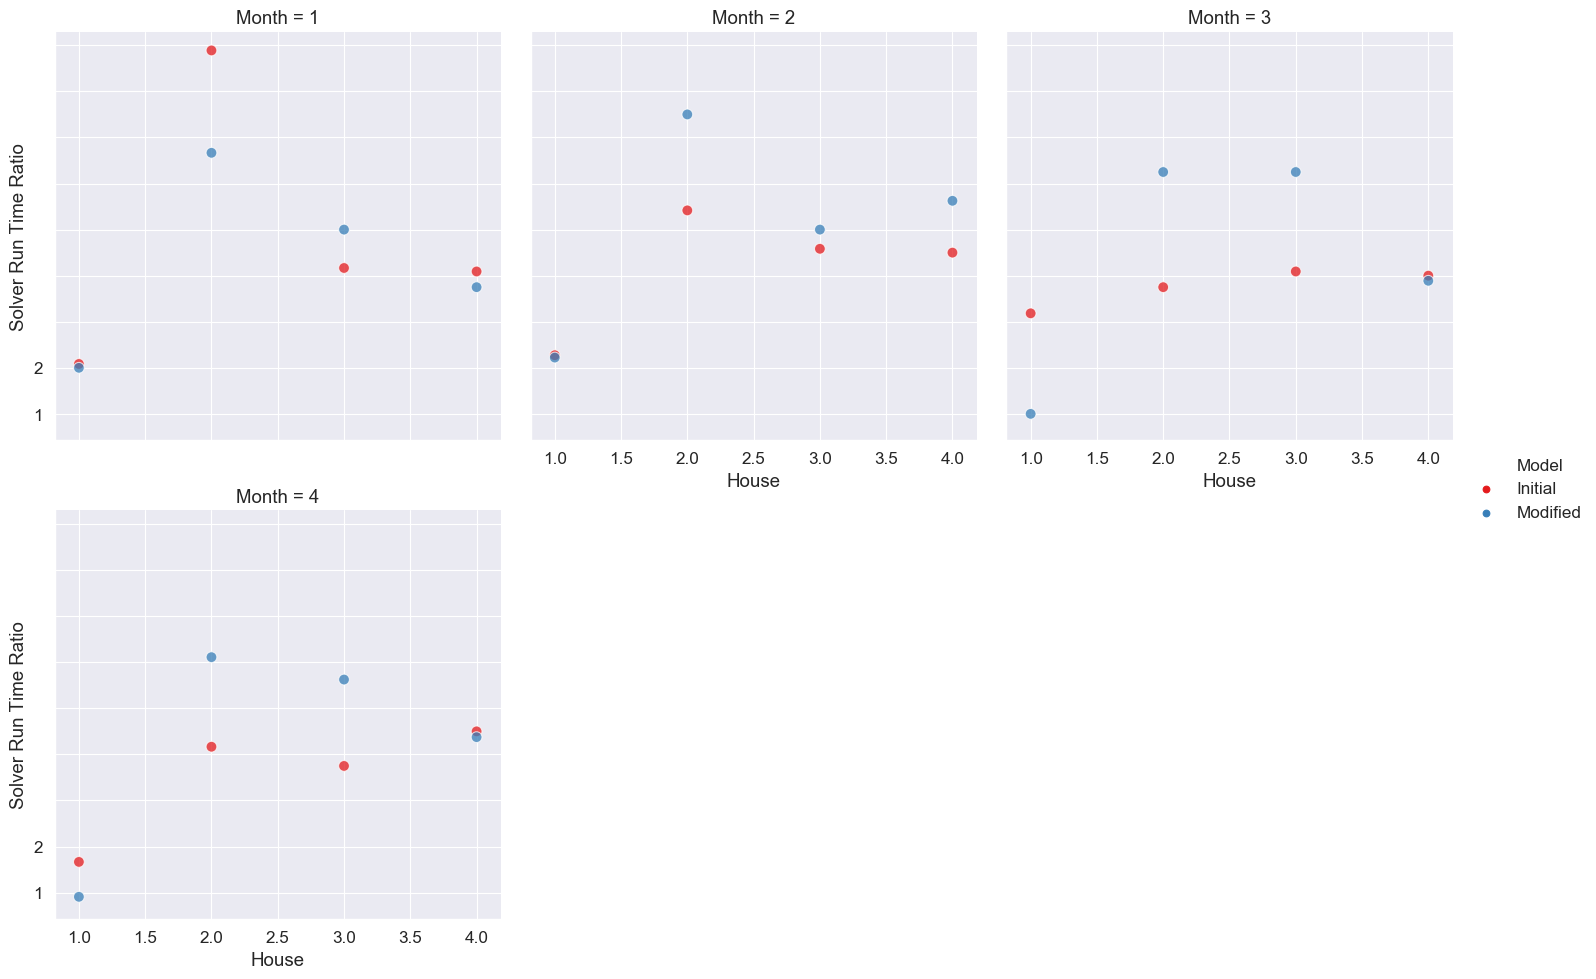 Month = 1
Month = 2
Month = 3
Solver Run Time Ratio
2
1
1.0 1.5 2.0 2.5 3.0 3.5 4.0
House
1.0 1.5 2.0 2.5 3.0 3.5 4.0
House
Model
Initial
Modified
Month = 4
Solver Run Time Ratio
2
1
1.0 1.5 2.0 2.5 3.0 3.5 4.0
House